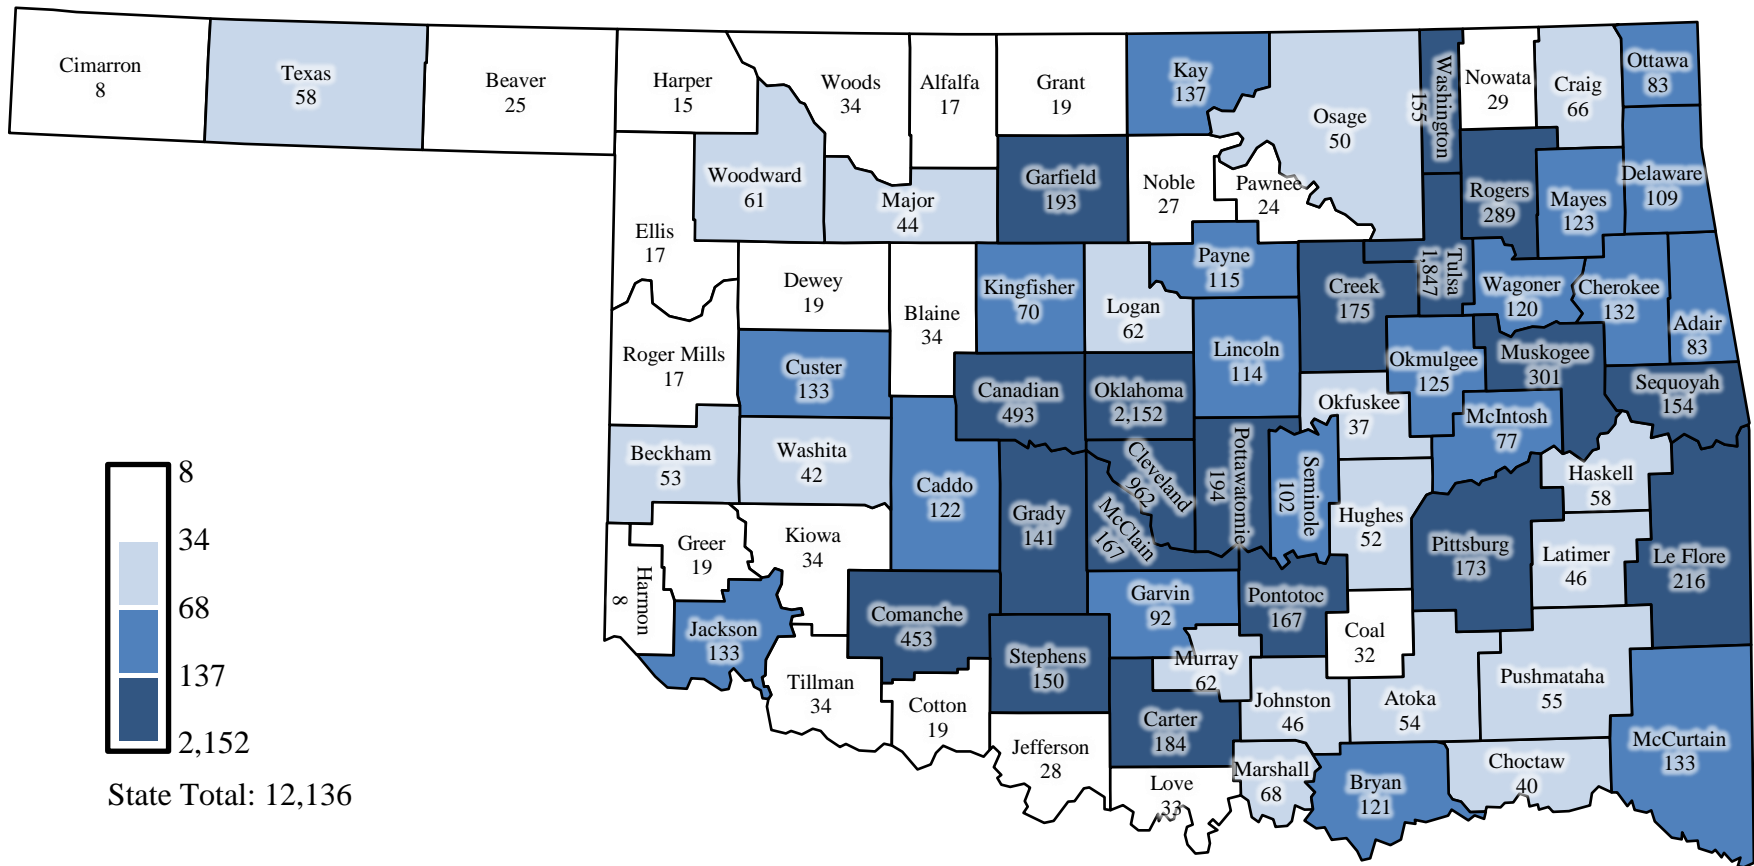 Cimarron
8
Texas
58
Beaver
25
Harper
15
Woods
34
Alfalfa
17
Grant
19
Kay
137
Osage
50
Washington
155
Nowata
29
Craig
66
Ottawa
83
Woodward
61
Major
44
Garfield
193
Noble
27
Pawnee
24
Rogers
289
Mayes
123
Delaware
109
Ellis
17
Dewey
19
Blaine
34
Kingfisher
70
Logan
62
Payne
115
Creek
175
Tulsa
1,847
Wagoner
120
Cherokee
132
Adair
83
Roger Mills
17
Custer
133
Canadian
493
Oklahoma
2,152
Lincoln
114
Okfuskee
37
Okmulgee
125
Muskogee
301
Sequoyah
154
McIntosh
77
Beckham
53
Washita
42
Caddo
122
Grady
141
Cleveland
962
McClain
167
Pottawatomie
194
Seminole
102
Hughes
52
Pittsburg
173
Haskell
58
Latimer
46
Le Flore
216
Harmon
8
Greer
19
Kiowa
34
Jackson
133
Comanche
453
Stephens
150
Garvin
92
Pontotoc
167
Coal
32
Murray
62
Johnston
46
Atoka
54
Pushmataha
55
McCurtain
133
Tillman
34
Cotton
19
Jefferson
28
Carter
184
Love
33
Marshall
68
Bryan
121
Choctaw
40
8
34
68
137
2,152
State Total: 12,136